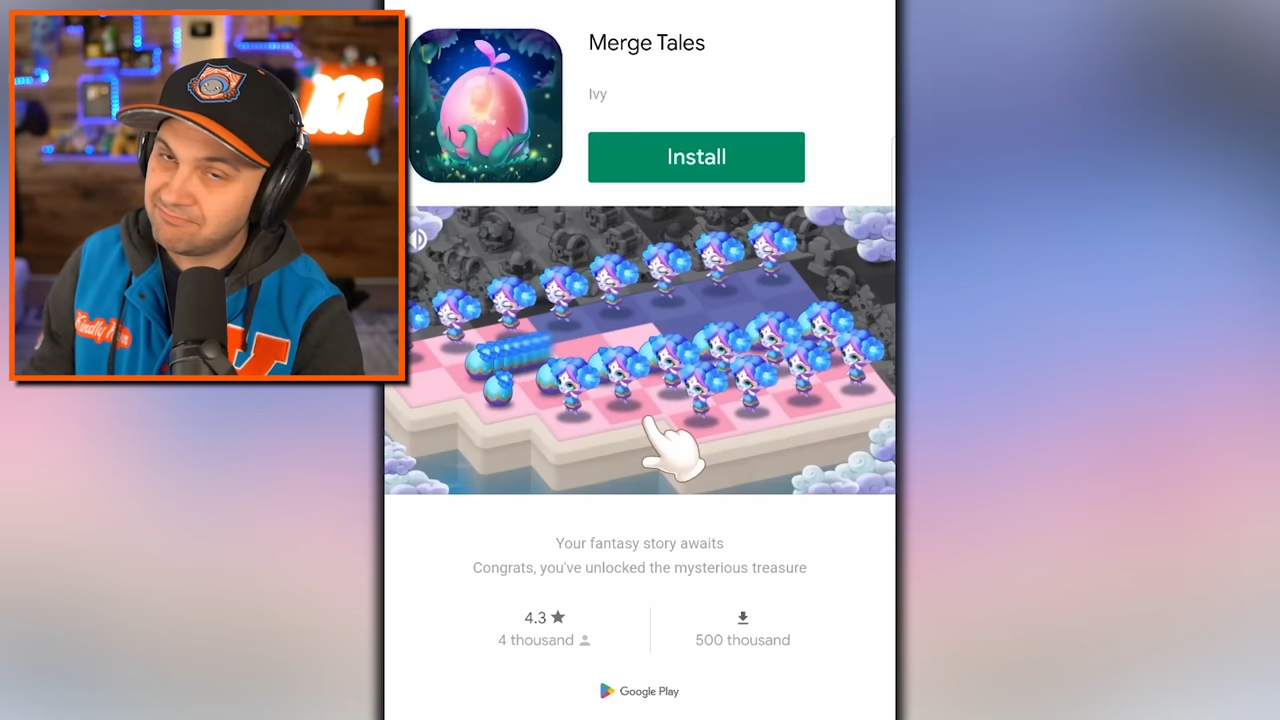 Merge Tales
Ivy
Install
Your fantasy story awaits
Congrats, you've unlocked the mysterious treasure
4.3
4 thousand
500 thousand
Google Play